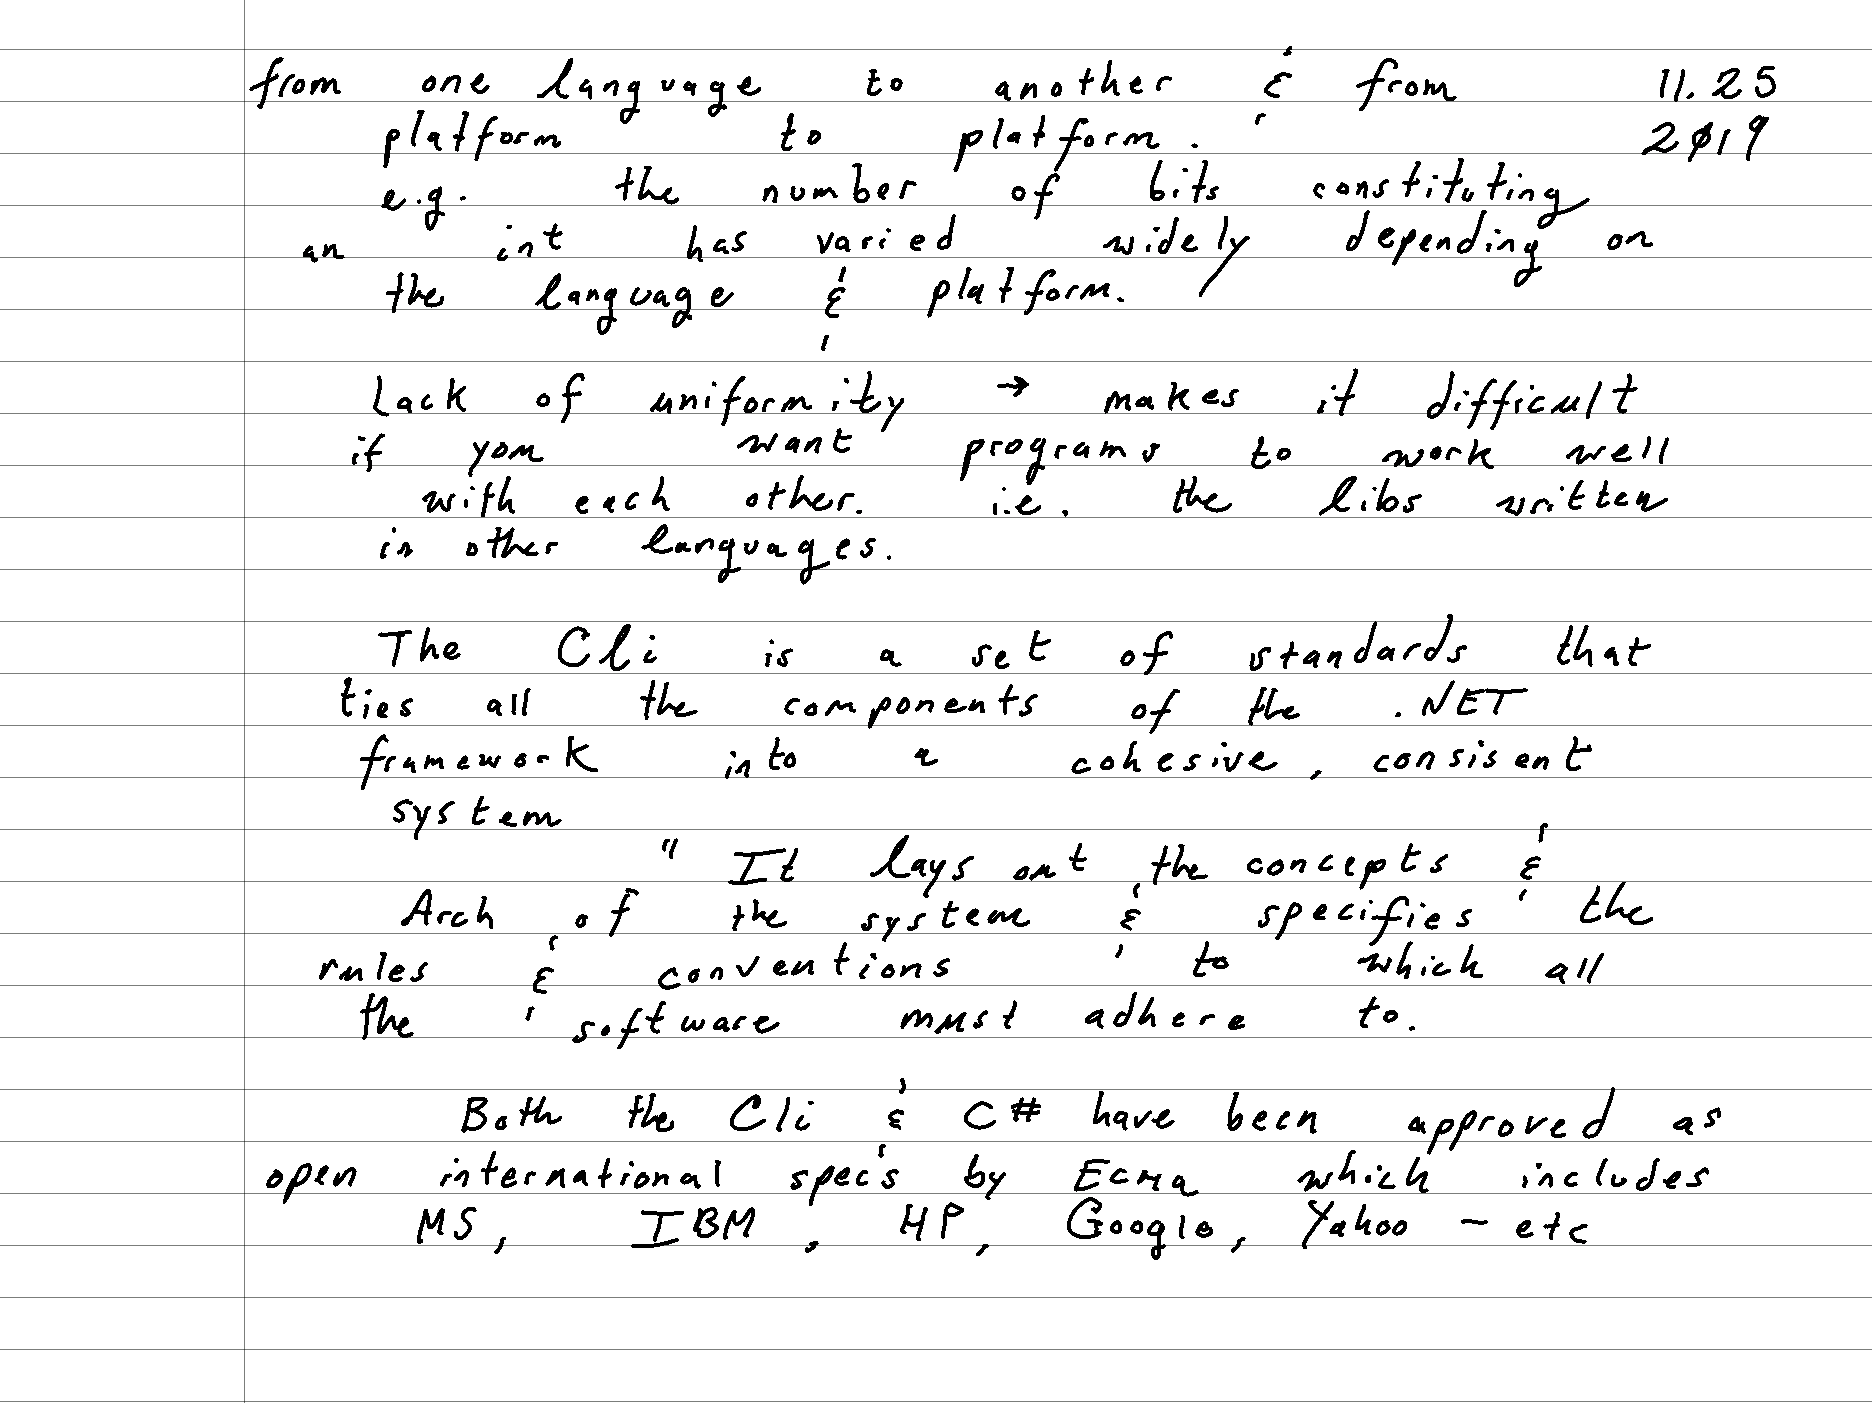 from one language to another & from 11.25
platform to platform. 2019
e.g. the number of bits constituting
an int has varied widely depending on
the language & platform.
Lack of uniformity → makes it difficult
if you want programs to work well
with each other. i.e. the libs written
in other languages.
The Cli is a set of standards that
ties all the components of the .NET
framework into a cohesive, consisent
system
" It lays out the concepts &
Arch of the system & specifies the
rules & conventions to which all
the software must adhere to.
Both the Cli & C# have been approved as
open international spec's by Ecma which includes
MS, IBM, HP, Google, Yahoo ~ etc